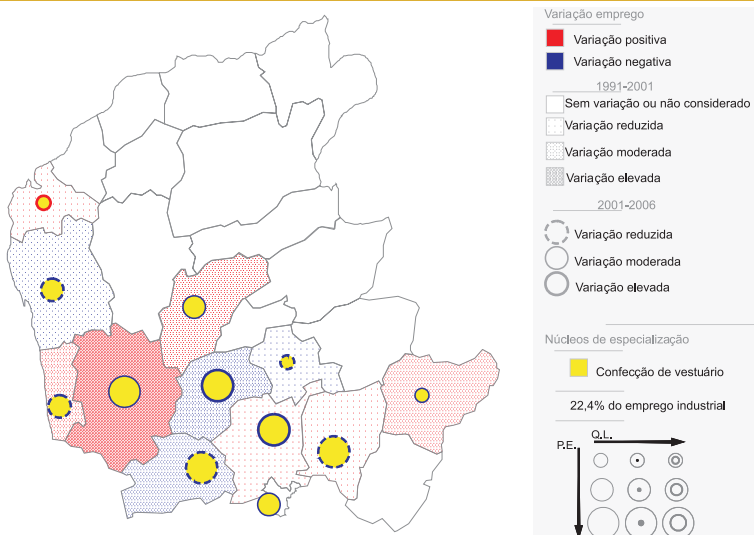 Variação emprego
Variação positiva
Variação negativa
1991-2001
Sem variação ou não considerado
Variação reduzida
Variação moderada
Variação elevada
2001-2006
Variação reduzida
Variação moderada
Variação elevada
Núcleos de especialização
Confecção de vestuário
22,4% do emprego industrial
Q.L.
P.E.